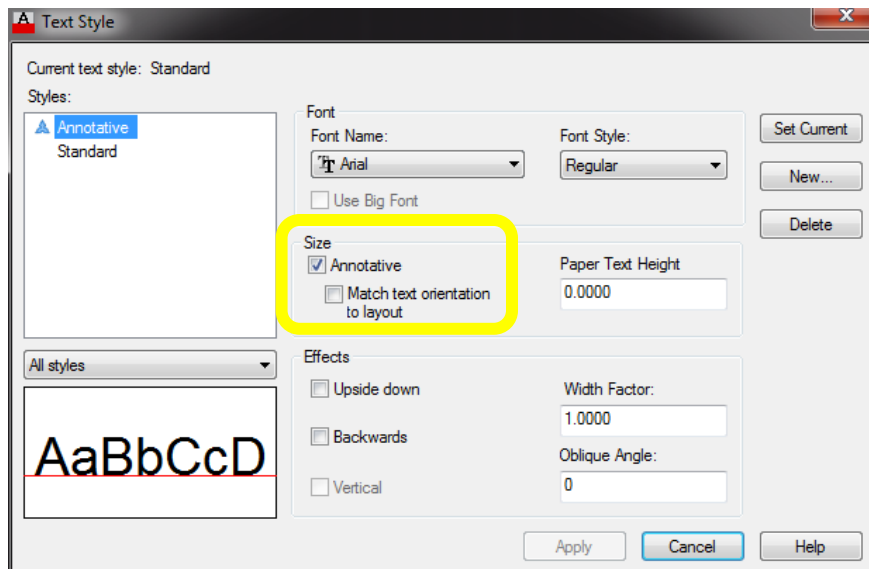 A Text Style X
Current text style: Standard
Styles:
Annotative
Standard
Font
Font Name:
Font Style:
Tr Arial
Regular
Use Big Font
Set Current
New...
Delete
Size
Annotative
Match text orientation
to layout
Paper Text Height
0.0000
All styles
AaBbCcD
Effects
Upside down
Backwards
Vertical
Width Factor:
1.0000
Oblique Angle:
0
Apply
Cancel
Help